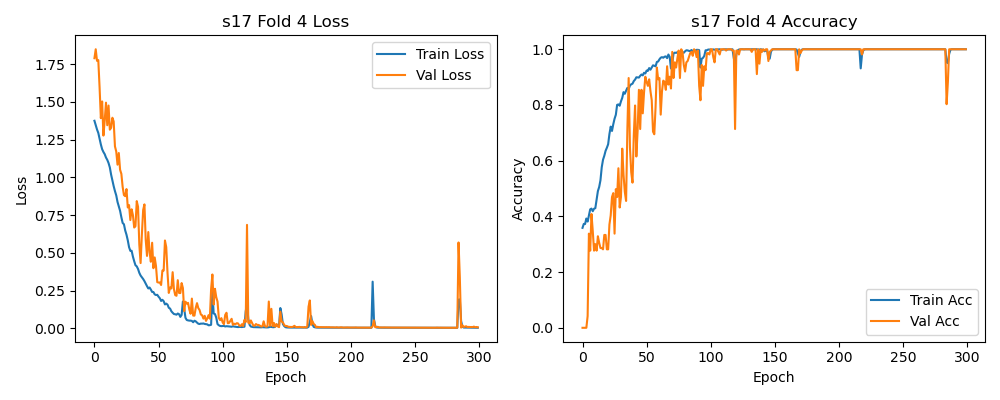 s17 Fold 4 Loss
Train Loss
Val Loss
Loss
1.75
1.50
1.25
1.00
0.75
0.50
0.25
0.00
0 50 100 150 200 250 300
Epoch
s17 Fold 4 Accuracy
Accuracy
1.0
0.8
0.6
0.4
0.2
0.0
Train Acc
Val Acc
0 50 100 150 200 250 300
Epoch